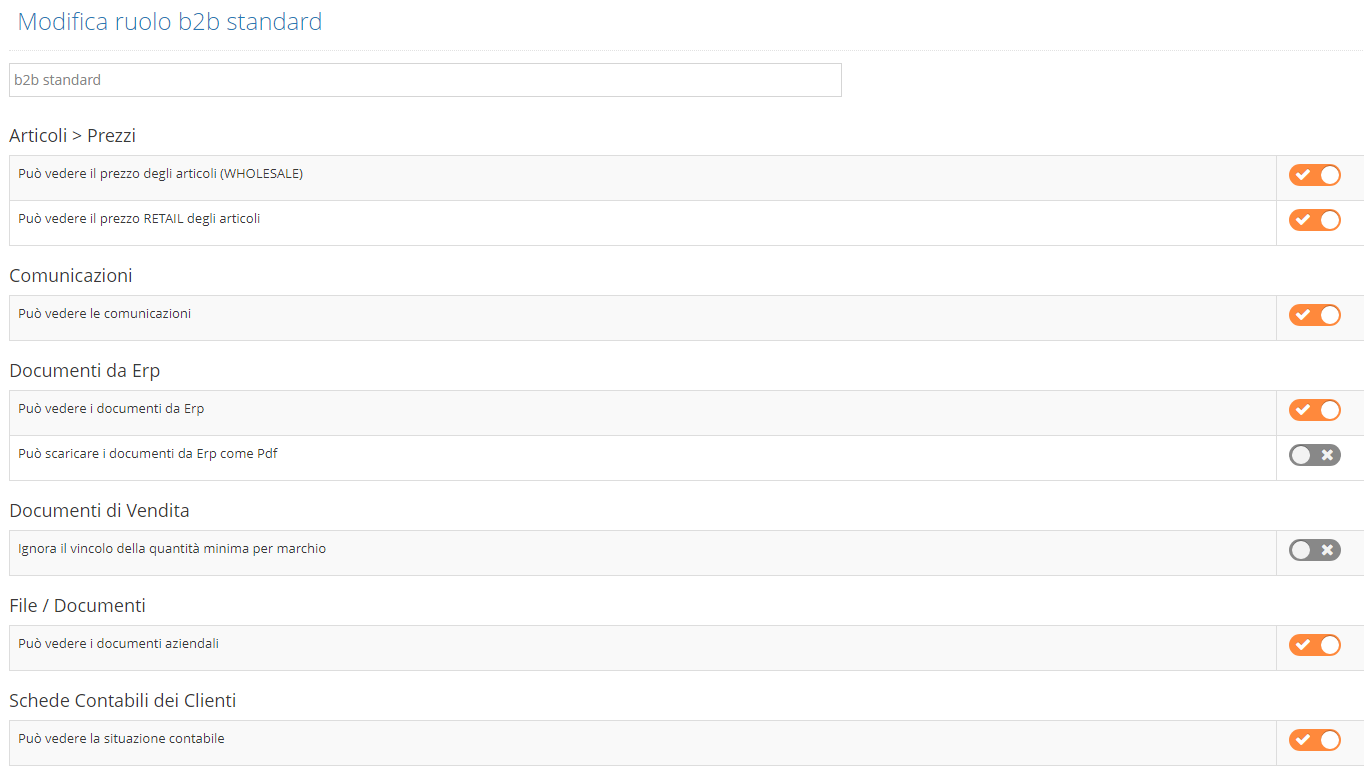 Modifica ruolo b2b standard
b2b standard
Articoli > Prezzi
Può vedere il prezzo degli articoli (WHOLESALE)
Può vedere il prezzo RETAIL degli articoli
Comunicazioni
Può vedere le comunicazioni
Documenti da Erp
Può vedere i documenti da Erp
Può scaricare i documenti da Erp come Pdf
Documenti di Vendita
Ignora il vincolo della quantità minima per marchio
File / Documenti
Può vedere i documenti aziendali
Schede Contabili dei Clienti
Può vedere la situazione contabile